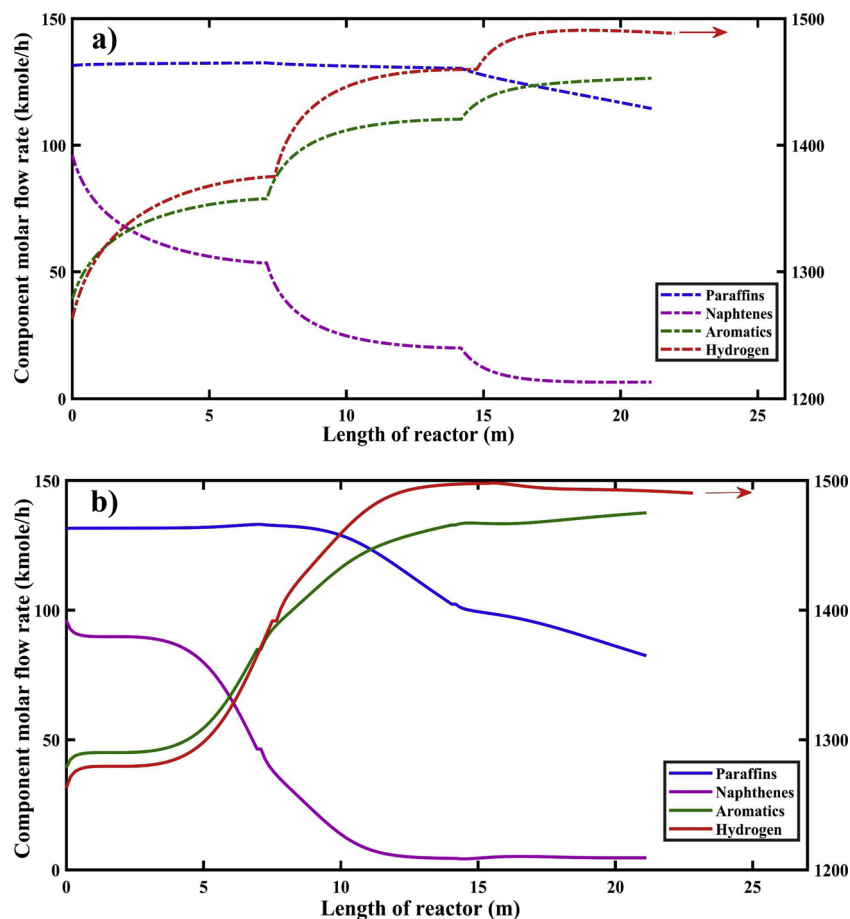 a)
Component molar flow rate (kmole/h)
150
100
50
0
1500
1400
1300
1200
0 5 10 15 20 25
Length of reactor (m)
Paraffins
Naphtenes
Aromatics
Hydrogen
b)
Component molar flow rate (kmole/h)
150
100
50
0
1500
1400
1300
1200
0 5 10 15 20 25
Length of reactor (m)
Paraffins
Naphthenes
Aromatics
Hydrogen